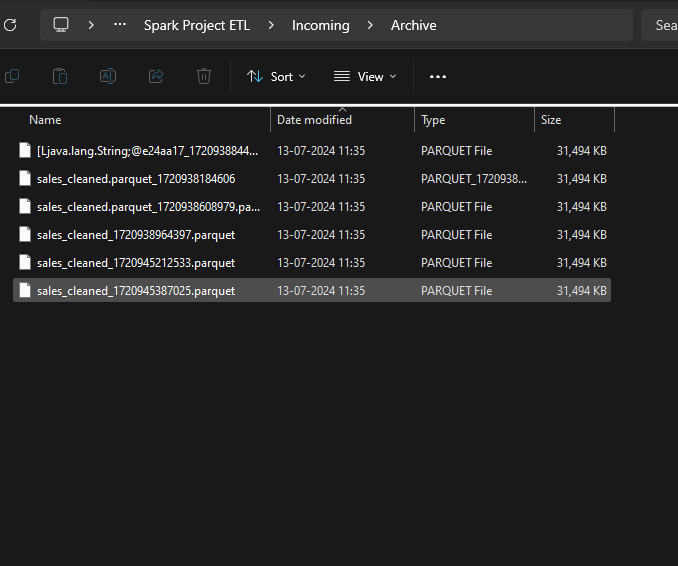 ··· Spark Project ETL Incoming Archive Sea
Sort View ···
Name Date modified Type Size
[Ljava.lang.String;@e24aa17_1720938844... 13-07-2024 11:35 PARQUET File 31,494 KB
sales_cleaned.parquet_1720938184606 13-07-2024 11:35 PARQUET_1720938... 31,494 KB
sales_cleaned.parquet_1720938608979.pa... 13-07-2024 11:35 PARQUET File 31,494 KB
sales_cleaned_1720938964397.parquet 13-07-2024 11:35 PARQUET File 31,494 KB
sales_cleaned_1720945212533.parquet 13-07-2024 11:35 PARQUET File 31,494 KB
sales_cleaned_1720945387025.parquet 13-07-2024 11:35 PARQUET File 31,494 KB